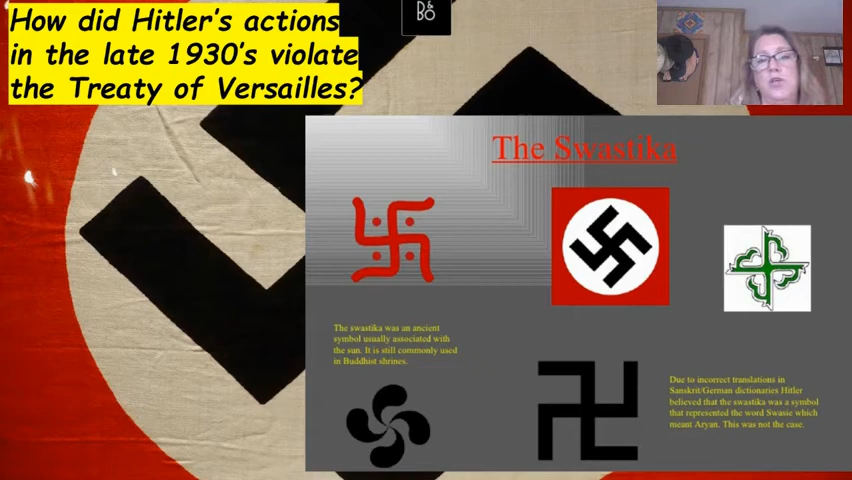 How did Hitler's actions
in the late 1930's violate
the Treaty of Versailles?
B&O
The Swastika
The swastika was an ancient
symbol usually associated with
the sun. It is still commonly used
in Buddhist shrines.
Due to incorrect translations in
Sanskrit/German dictionaries Hitler
believed that the swastika was a symbol
that represented the word Swasie which
meant Aryan. This was not the case.